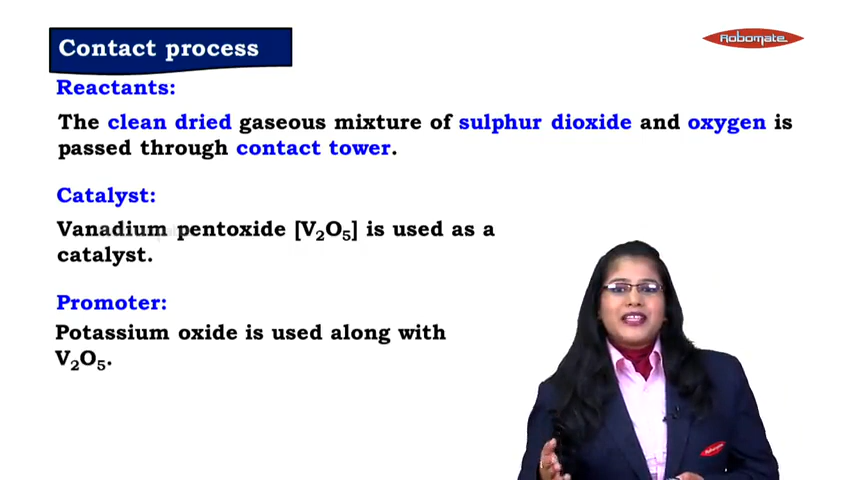 Contact process
Robomate
Reactants:
The clean dried gaseous mixture of sulphur dioxide and oxygen is
passed through contact tower.
Catalyst:
Vanadium pentoxide [V₂O₅] is used as a
catalyst.
Promoter:
Potassium oxide is used along with
V₂O₅.